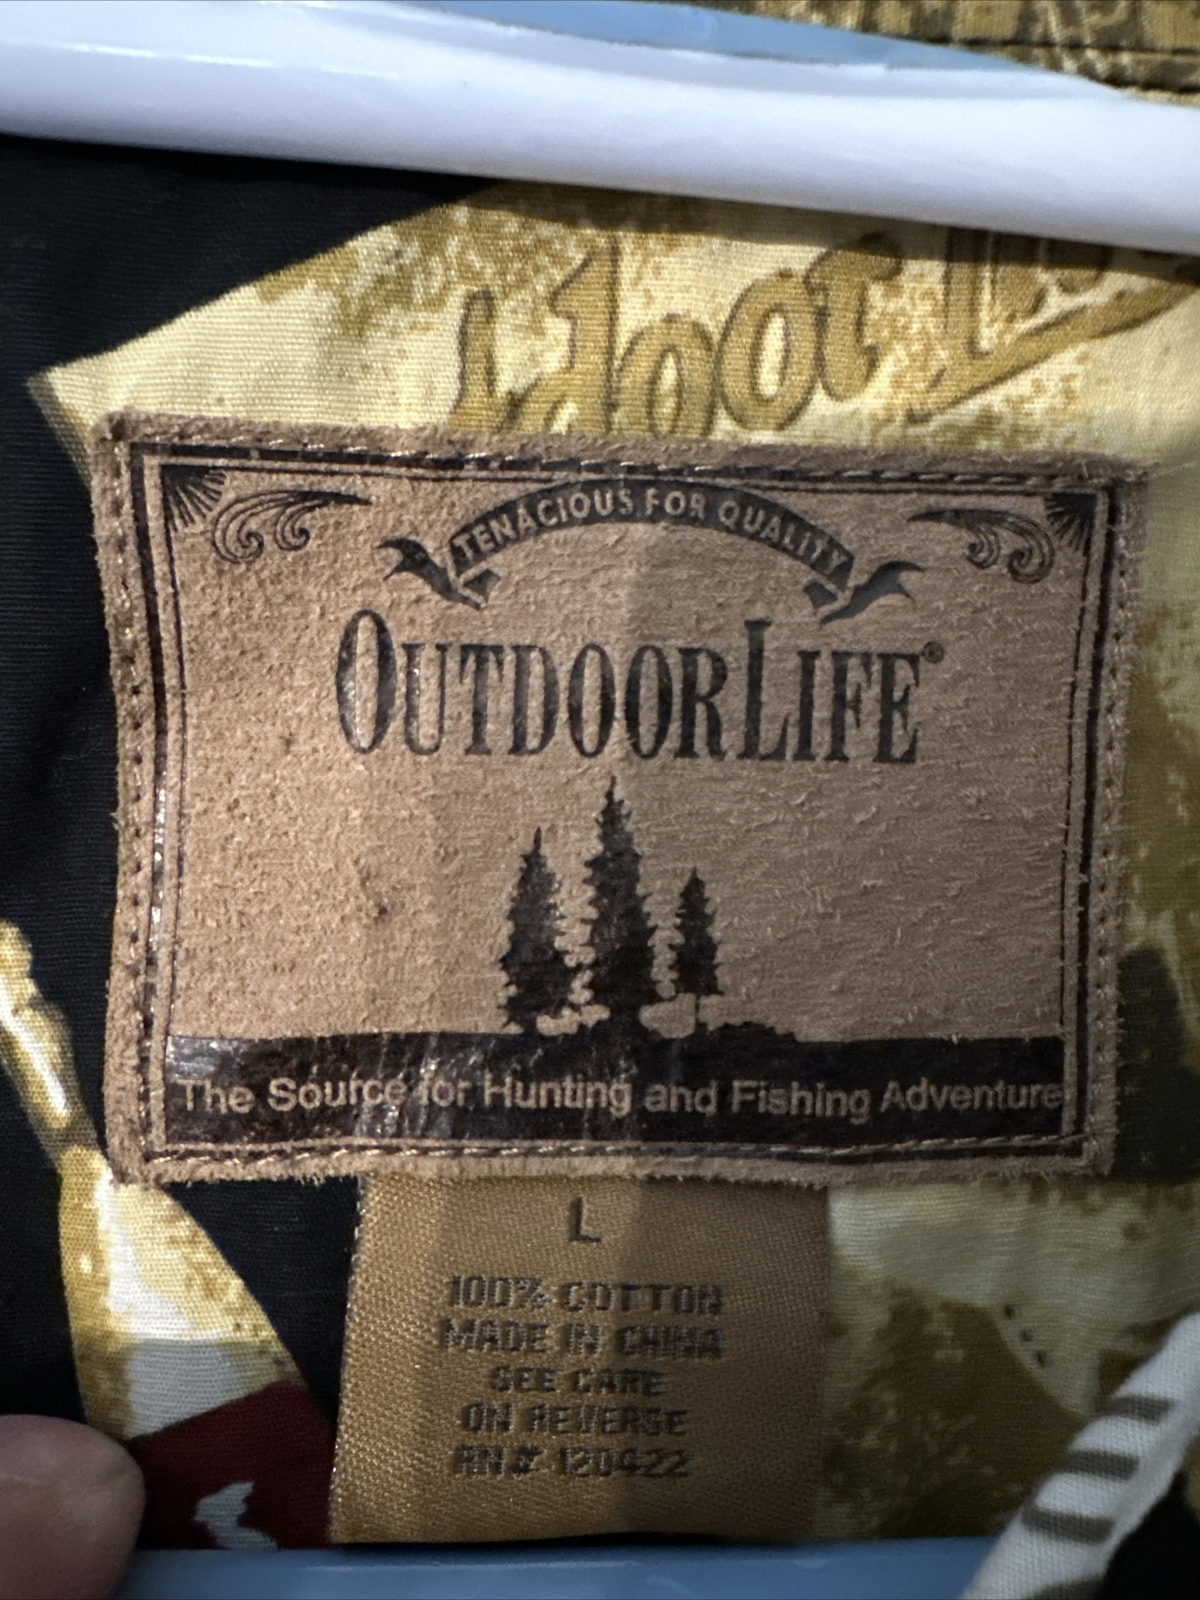 TENACIOUS FOR QUALITY
OUTDOORLIFE®
The Source for Hunting and Fishing Adventure
L
100% COTTON
MADE IN CHINA
SEE CARE
ON REVERSE
RN# 120422